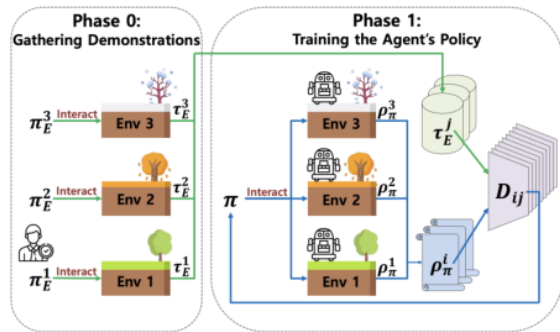 Phase 0:
Gathering Demonstrations
π_E^3 Interact Env 3 τ_E^3
π_E^2 Interact Env 2 τ_E^2
π_E^1 Interact Env 1 τ_E^1
Phase 1:
Training the Agent's Policy
π Interact
Env 3 ρ_π^3
Env 2 ρ_π^2
Env 1 ρ_π^1
τ_E^j
ρ_π^i
D_ij